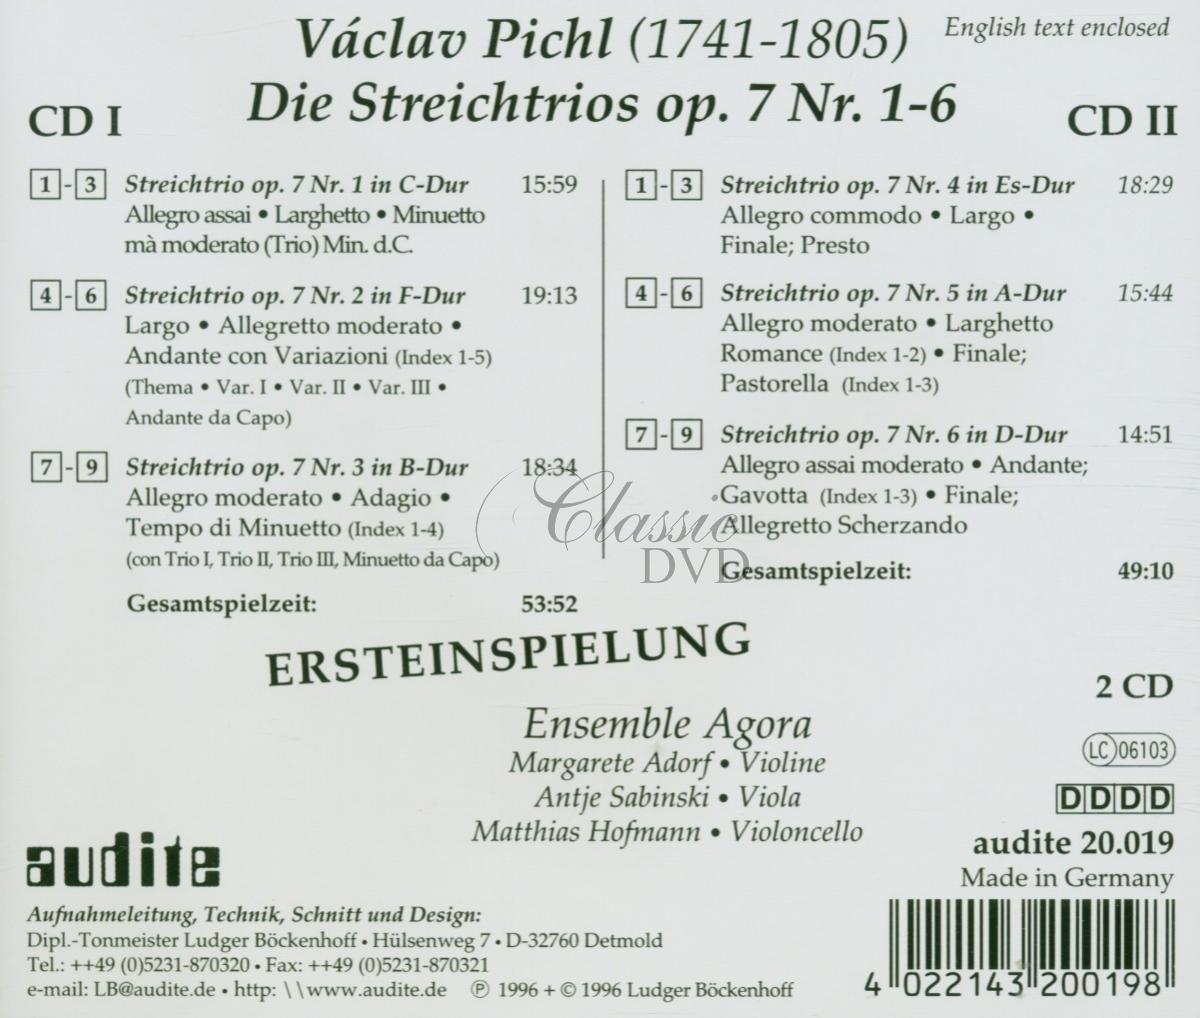 Václav Pichl (1741-1805)
English text enclosed
Die Streichtrios op. 7 Nr. 1-6
CD I
1 - 3 Streichtrio op. 7 Nr. 1 in C-Dur 15:59
Allegro assai • Larghetto • Minuetto
mà moderato (Trio) Min. d.C.
4 - 6 Streichtrio op. 7 Nr. 2 in F-Dur 19:13
Largo • Allegretto moderato •
Andante con Variazioni (Index 1-5)
(Thema • Var. I • Var. II • Var. III •
Andante da Capo)
7 - 9 Streichtrio op. 7 Nr. 3 in B-Dur 18:34
Allegro moderato • Adagio •
Tempo di Minuetto (Index 1-4)
(con Trio I, Trio II, Trio III, Minuetto da Capo)
Gesamtspielzeit: 53:52
CD II
1 - 3 Streichtrio op. 7 Nr. 4 in Es-Dur 18:29
Allegro commodo • Largo •
Finale; Presto
4 - 6 Streichtrio op. 7 Nr. 5 in A-Dur 15:44
Allegro moderato • Larghetto
Romance (Index 1-2) • Finale;
Pastorella (Index 1-3)
7 - 9 Streichtrio op. 7 Nr. 6 in D-Dur 14:51
Allegro assai moderato • Andante;
Gavotta (Index 1-3) • Finale;
Allegretto Scherzando
Gesamtspielzeit: 49:10
Classic
DVD
ERSTEINSPIELUNG
Ensemble Agora
Margarete Adorf • Violine
Antje Sabinski • Viola
Matthias Hofmann • Violoncello
2 CD
LC 06103
DDDD
audite 20.019
Made in Germany
audite
Aufnahmeleitung, Technik, Schnitt und Design:
Dipl.-Tonmeister Ludger Böckenhoff • Hülsenweg 7 • D-32760 Detmold
Tel.: ++49 (0)5231-870320 • Fax: ++49 (0)5231-870321
e-mail: LB@audite.de • http: \\www.audite.de ℗ 1996 + © 1996 Ludger Böckenhoff
4 022143 200198